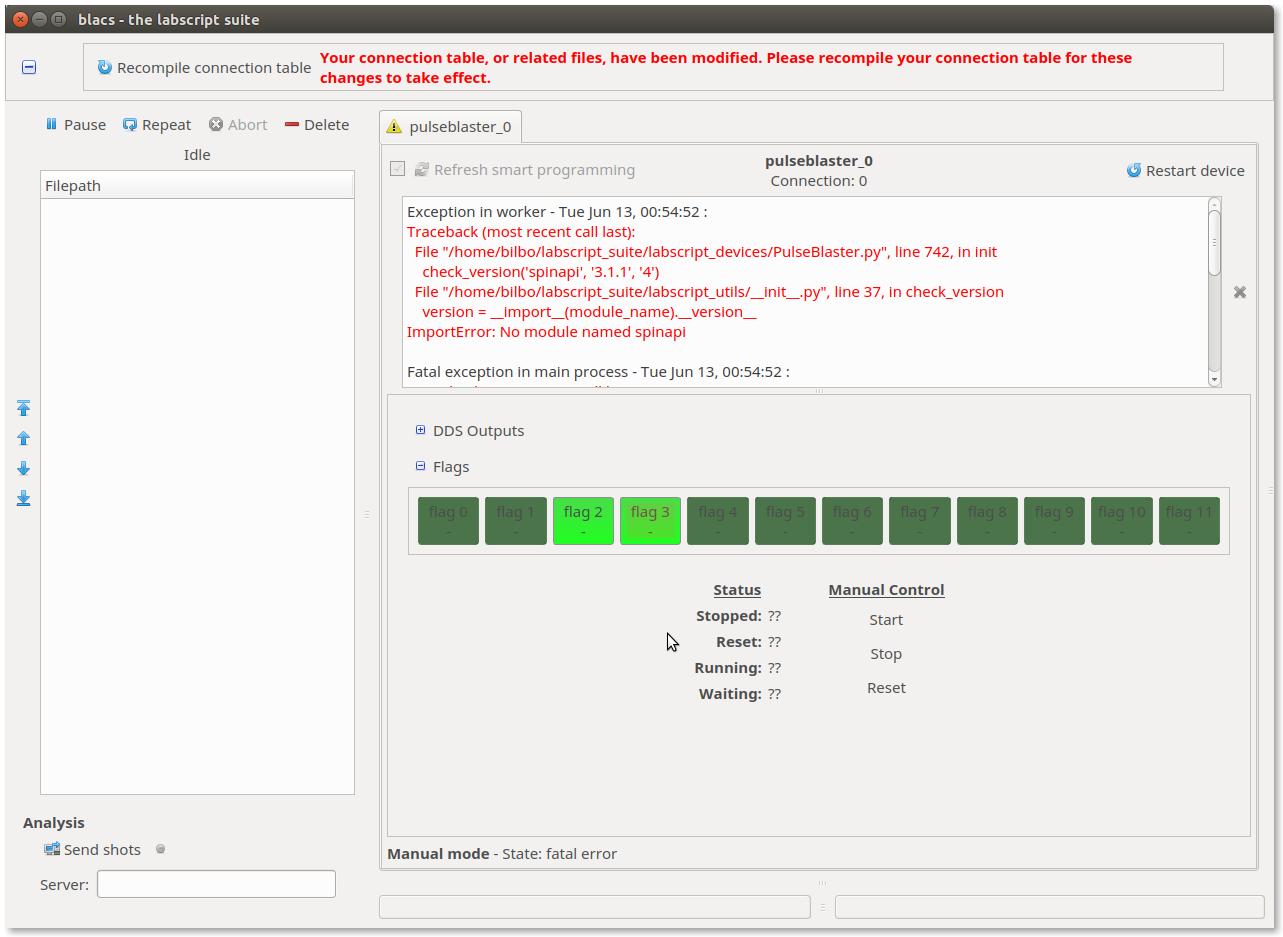 blacs - the labscript suite
Recompile connection table
Your connection table, or related files, have been modified. Please recompile your connection table for these
changes to take effect.
Pause Repeat Abort Delete
Idle
Filepath
pulseblaster_0
Refresh smart programming
pulseblaster_0
Connection: 0
Restart device
Exception in worker - Tue Jun 13, 00:54:52 :
Traceback (most recent call last):
File "/home/bilbo/labscript_suite/labscript_devices/PulseBlaster.py", line 742, in init
check_version('spinapi', '3.1.1', '4')
File "/home/bilbo/labscript_suite/labscript_utils/__init__.py", line 37, in check_version
version = __import__(module_name).__version__
ImportError: No module named spinapi
Fatal exception in main process - Tue Jun 13, 00:54:52 :
DDS Outputs
Flags
flag 0 flag 1 flag 2 flag 3 flag 4 flag 5 flag 6 flag 7 flag 8 flag 9 flag 10 flag 11
- - - - - - - - - - - -
Status
Stopped: ??
Reset: ??
Running: ??
Waiting: ??
Manual Control
Start
Stop
Reset
Manual mode - State: fatal error
Analysis
Send shots
Server: